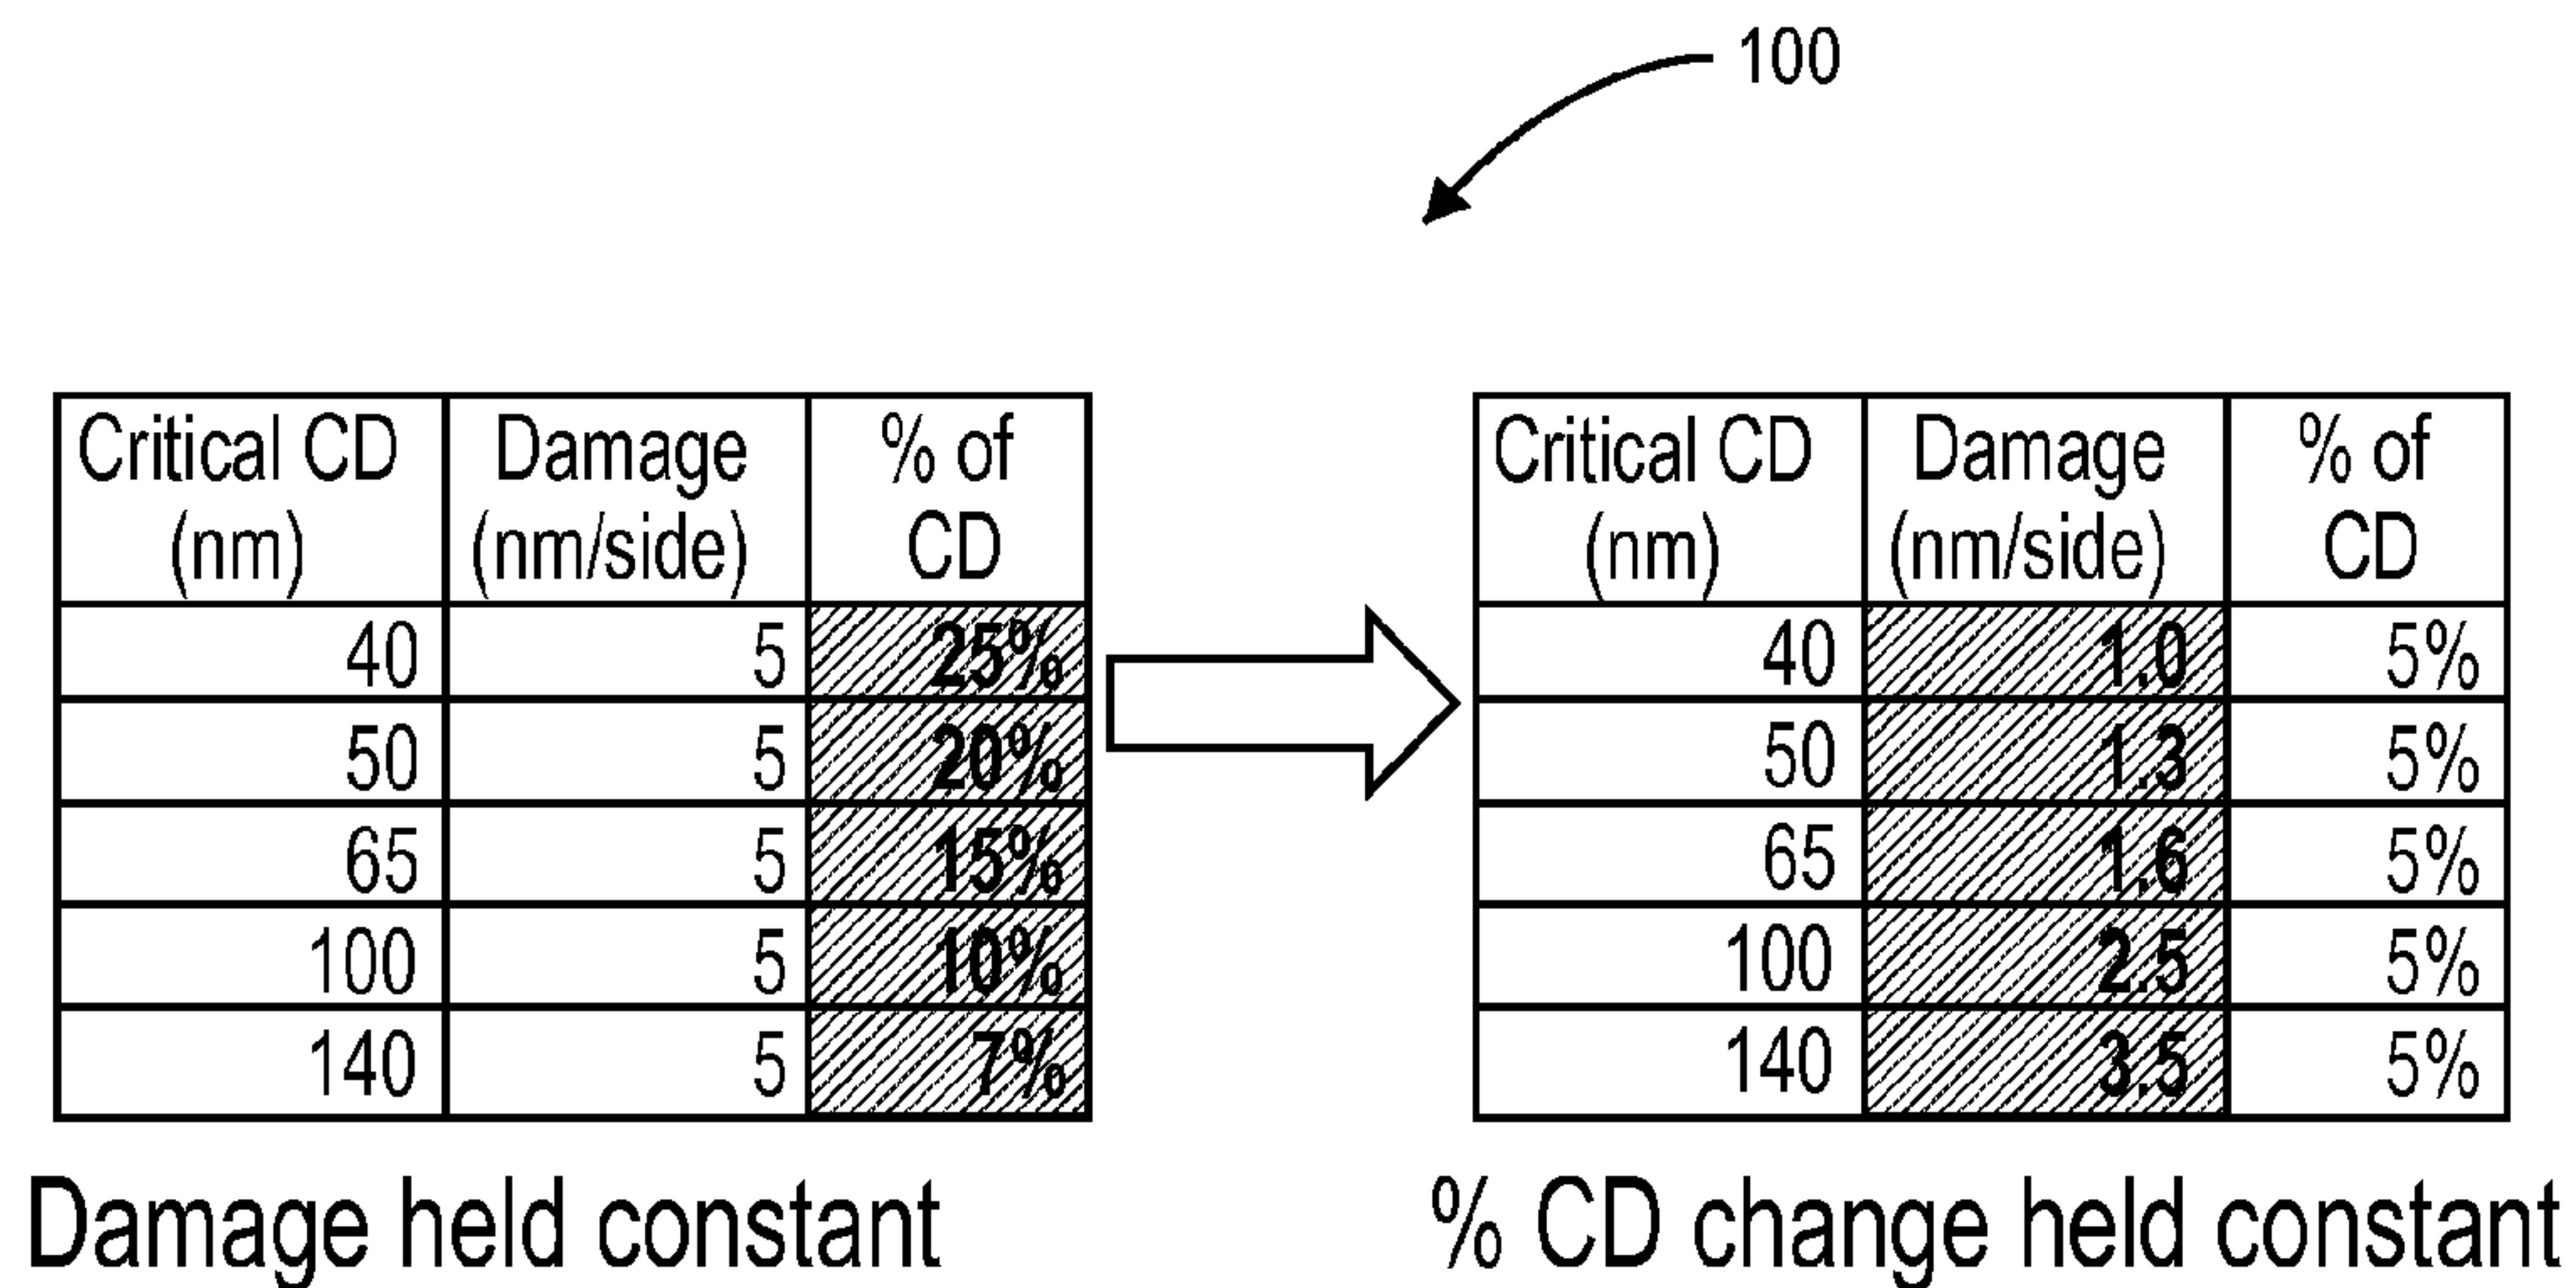 100
Critical CD Damage % of
(nm) (nm/side) CD
40 5 25%
50 5 20%
65 5 15%
100 5 10%
140 5 7%
Damage held constant
Critical CD Damage % of
(nm) (nm/side) CD
40 1.0 5%
50 1.3 5%
65 1.6 5%
100 2.5 5%
140 3.5 5%
% CD change held constant